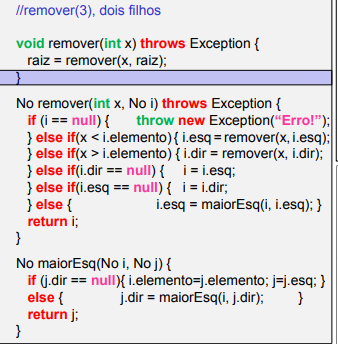 //remover(3), dois filhos
void remover(int x) throws Exception {
raiz = remover(x, raiz);
}
No remover(int x, No i) throws Exception {
if (i == null) { throw new Exception("Erro!");
} else if(x < i.elemento) { i.esq = remover(x, i.esq);
} else if(x > i.elemento) { i.dir = remover(x, i.dir);
} else if(i.dir == null) { i = i.esq;
} else if(i.esq == null) { i = i.dir;
} else { i.esq = maiorEsq(i, i.esq); }
return i;
}
No maiorEsq(No i, No j) {
if (j.dir == null){ i.elemento=j.elemento; j=j.esq; }
else { j.dir = maiorEsq(i, j.dir); }
return j;
}